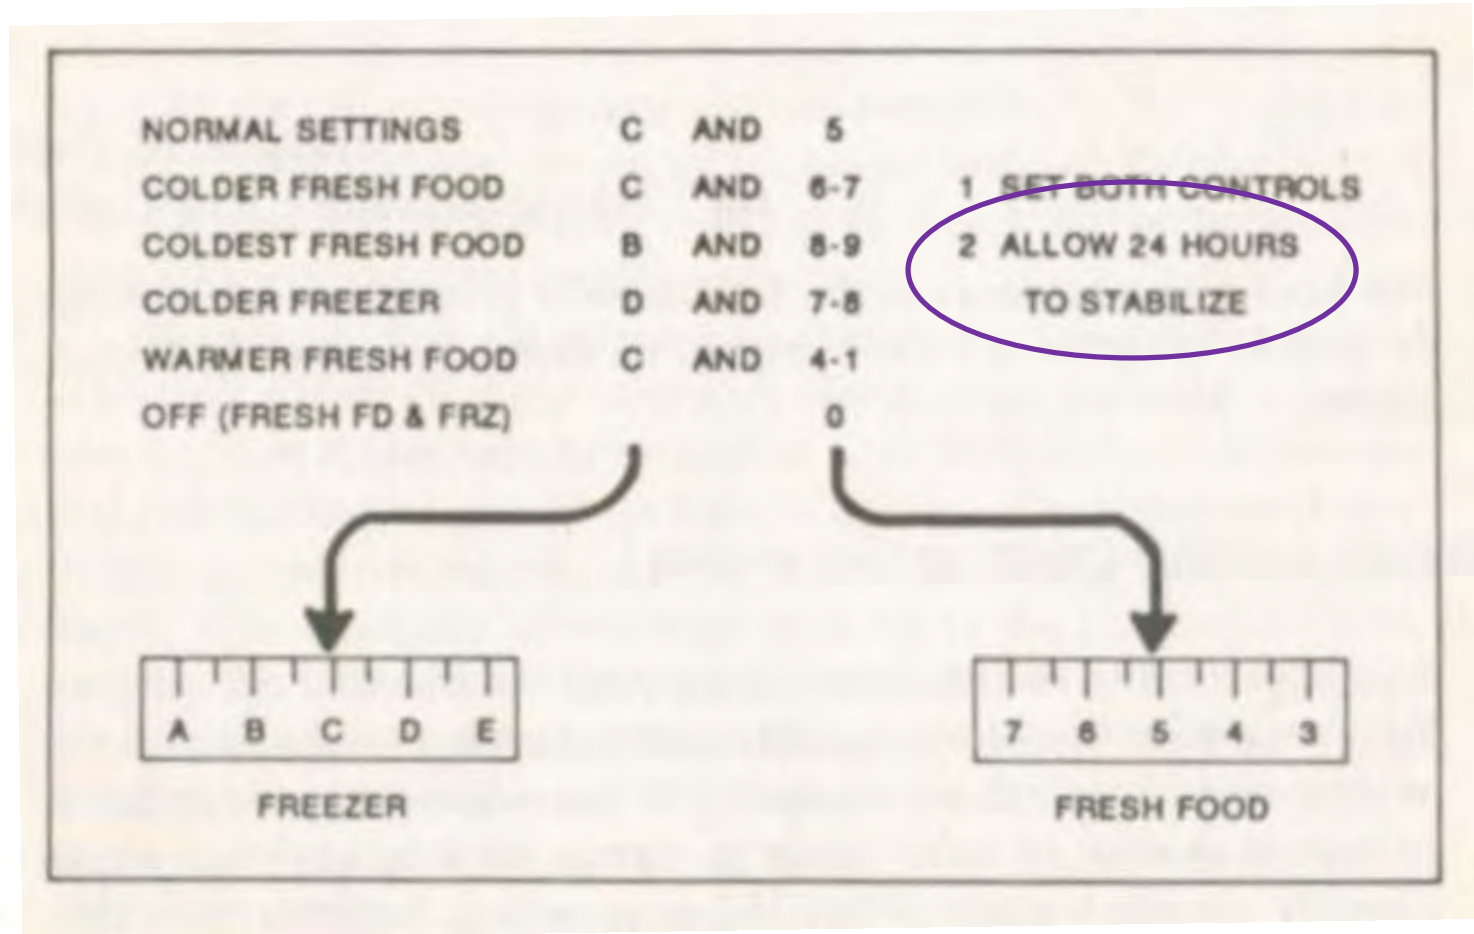 NORMAL SETTINGS C AND 5
COLDER FRESH FOOD C AND 6-7 1 SET BOTH CONTROLS
COLDEST FRESH FOOD B AND 8-9 2 ALLOW 24 HOURS
COLDER FREEZER D AND 7-8 TO STABILIZE
WARMER FRESH FOOD C AND 4-1
OFF (FRESH FD & FRZ) 0
A B C D E
7 6 5 4 3
FREEZER
FRESH FOOD